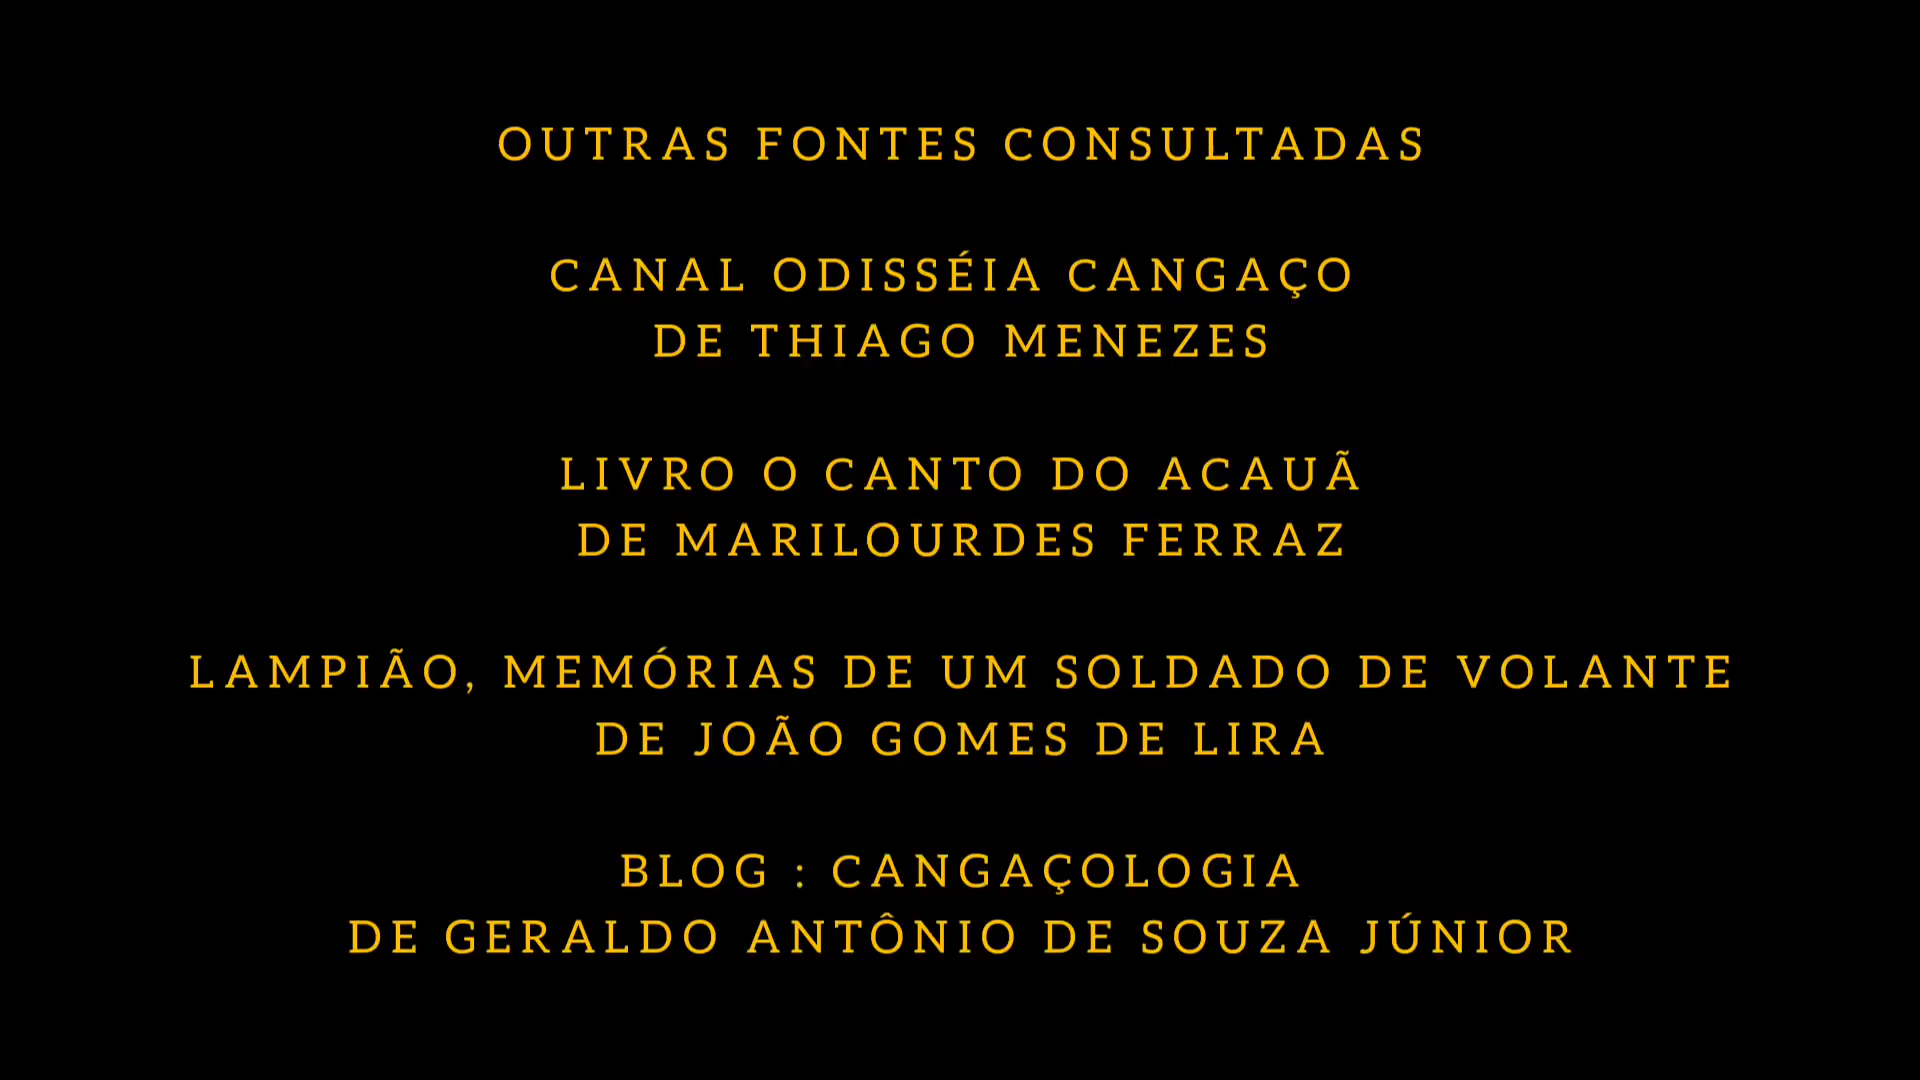 OUTRAS FONTES CONSULTADAS
CANAL ODISSÉIA CANGAÇO
DE THIAGO MENEZES
LIVRO O CANTO DO ACAUÃ
DE MARILOURDES FERRAZ
LAMPIÃO, MEMÓRIAS DE UM SOLDADO DE VOLANTE
DE JOÃO GOMES DE LIRA
BLOG : CANGAÇOLOGIA
DE GERALDO ANTÔNIO DE SOUZA JÚNIOR